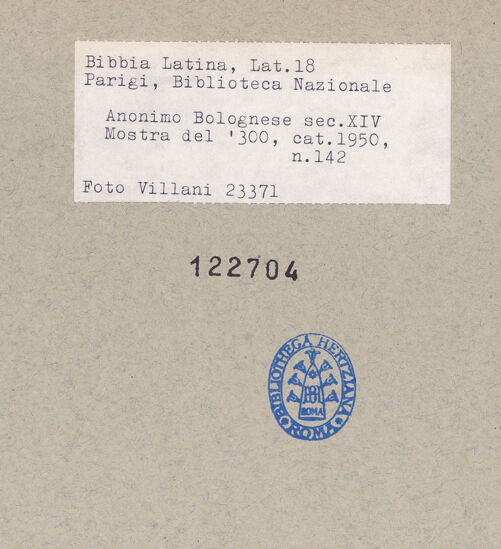 Bibbia Latina, Lat.18
Parigi, Biblioteca Nazionale
Anonimo Bolognese sec.XIV
Mostra del '300, cat.1950,
n.142
Foto Villani 23371
122704
BIBLIOTHECA HERTZIANA
ROMA
· ROMA ·